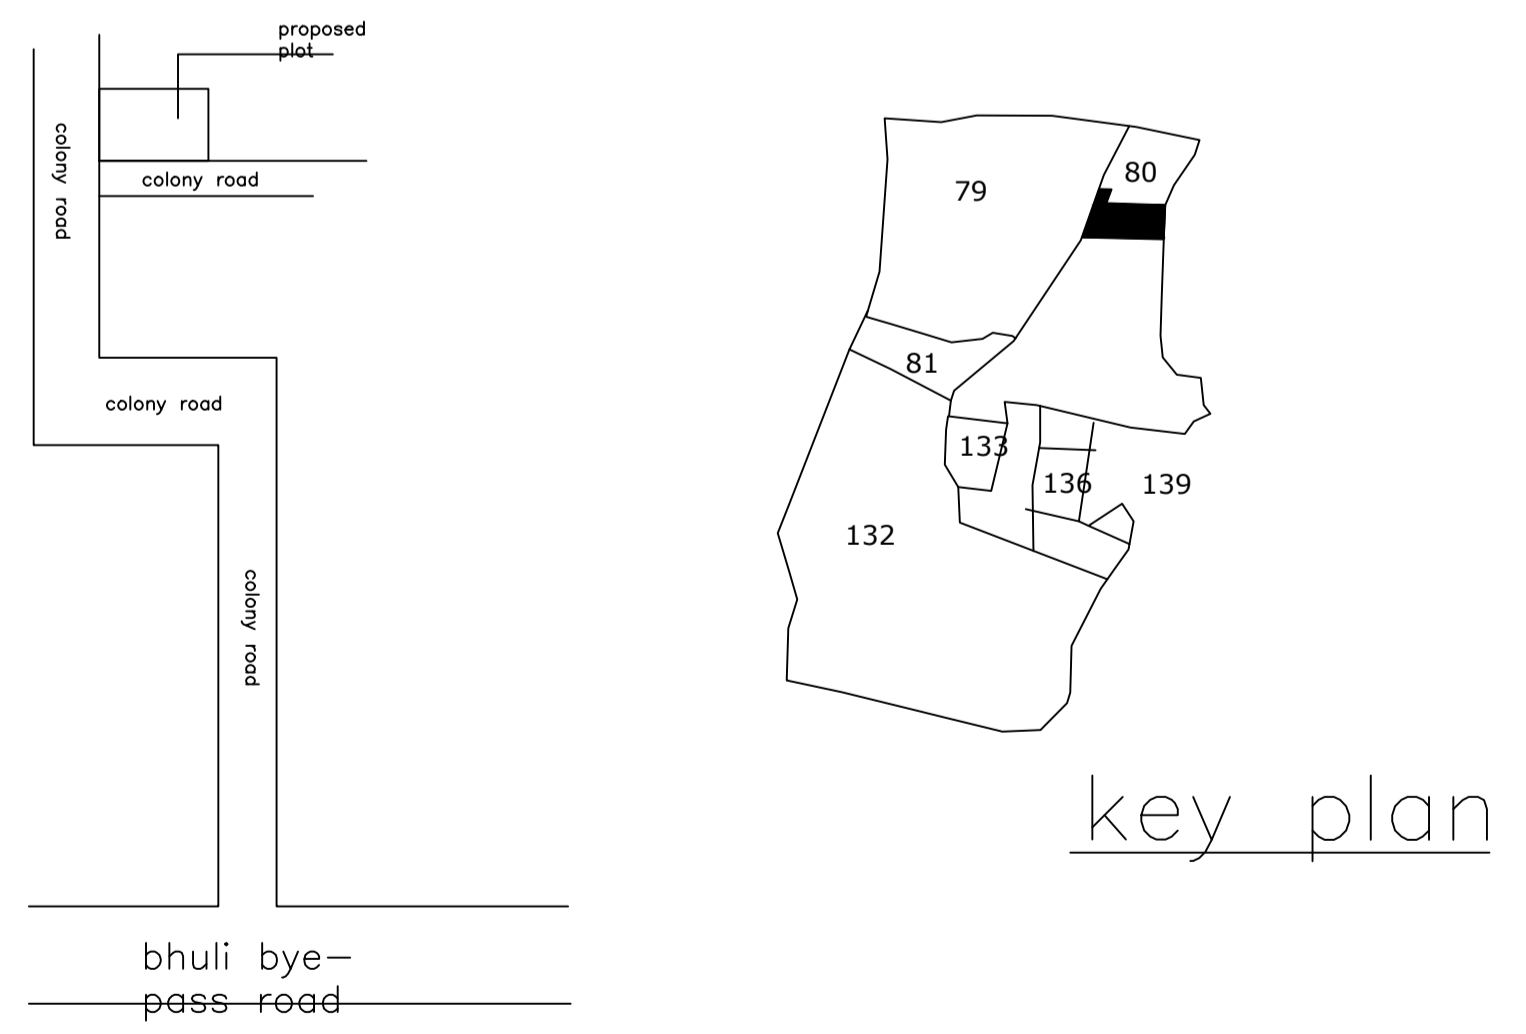 proposed
plot
colony road
colony road
colony road
colony road
bhuli bye-
pass road
79
80
81
133
136
139
132
key plan